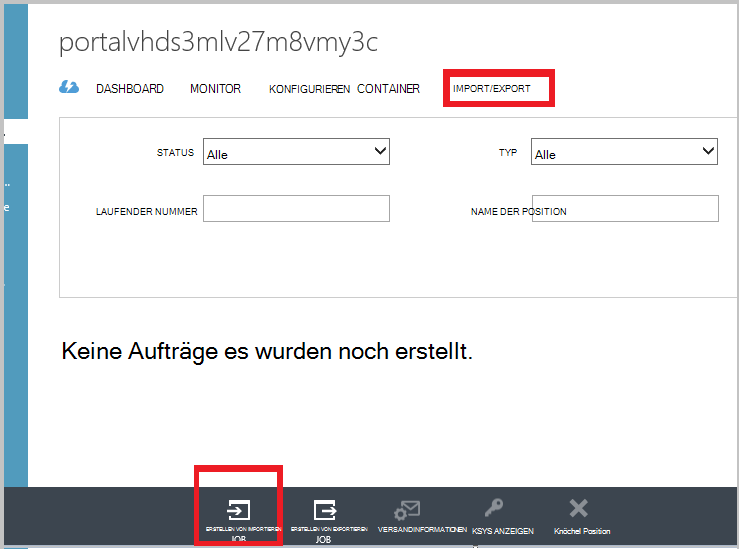 portalvhds3mlv27m8vmy3c
DASHBOARD MONITOR KONFIGURIEREN CONTAINER IMPORT/EXPORT
STATUS Alle TYP Alle
LAUFENDER NUMMER NAME DER POSITION
..
e
Keine Aufträge es wurden noch erstellt.
ERSTELLEN VON IMPORTIEREN
JOB
ERSTELLEN VON EXPORTIEREN
JOB
VERSANDINFORMATIONEN
KSYS ANZEIGEN
Knöchel Position